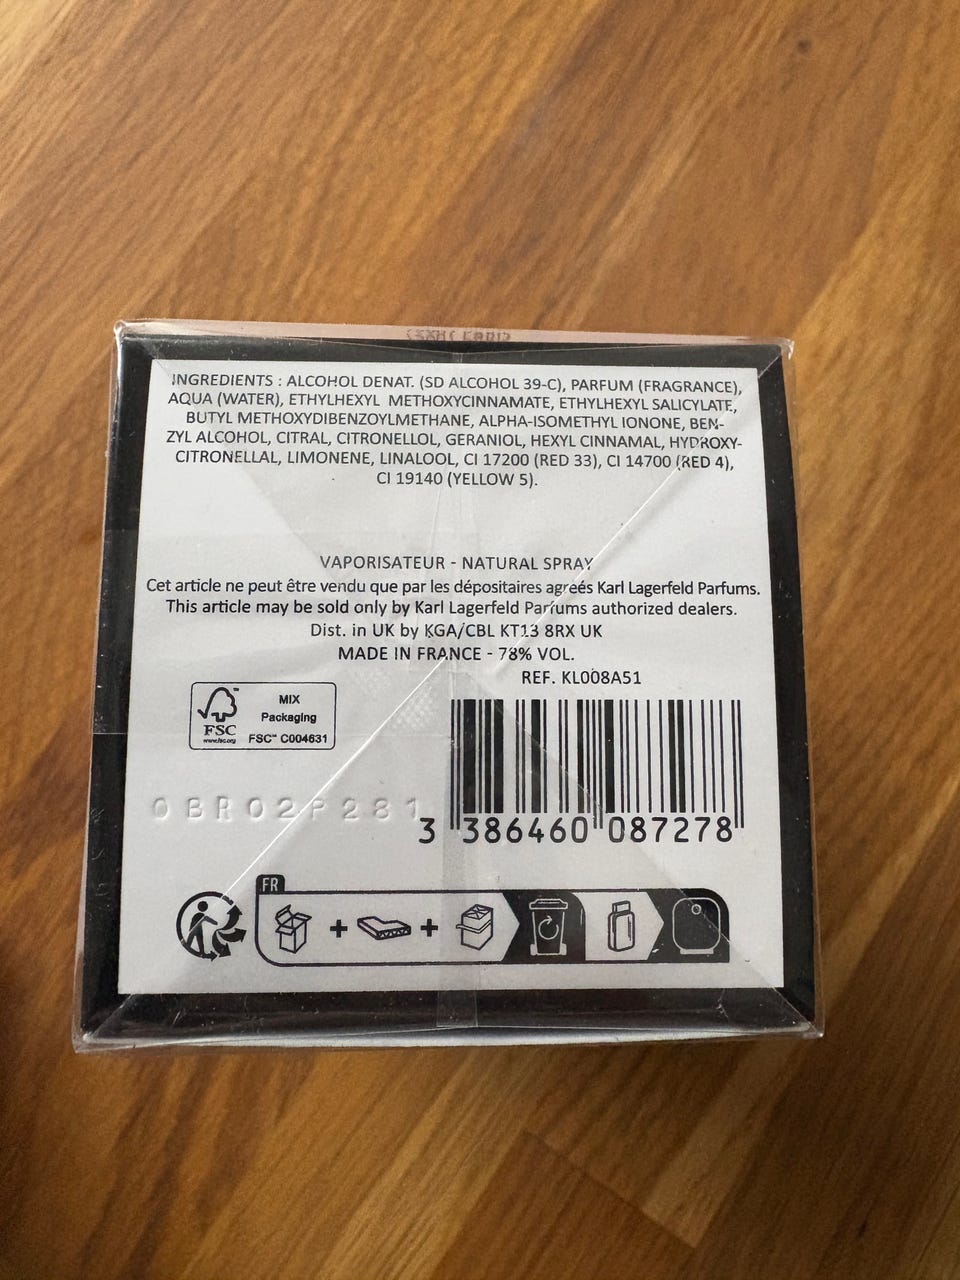 INGREDIENTS : ALCOHOL DENAT. (SD ALCOHOL 39-C), PARFUM (FRAGRANCE),
AQUA (WATER), ETHYLHEXYL METHOXYCINNAMATE, ETHYLHEXYL SALICYLATE,
BUTYL METHOXYDIBENZOYLMETHANE, ALPHA-ISOMETHYL IONONE, BEN-
ZYL ALCOHOL, CITRAL, CITRONELLOL, GERANIOL, HEXYL CINNAMAL, HYDROXY-
CITRONELLAL, LIMONENE, LINALOOL, CI 17200 (RED 33), CI 14700 (RED 4),
CI 19140 (YELLOW 5).
VAPORISATEUR - NATURAL SPRAY
Cet article ne peut être vendu que par les dépositaires agréés Karl Lagerfeld Parfums.
This article may be sold only by Karl Lagerfeld Parfums authorized dealers.
Dist. in UK by KGA/CBL KT13 8RX UK
MADE IN FRANCE - 78% VOL.
REF. KL008A51
MIX
Packaging
FSC™ C004631
FSC
www.fsc.org
0BR02P281
3 386460 087278
FR